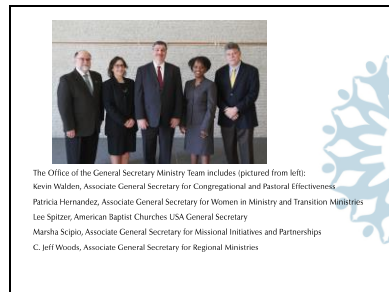 The Office of the General Secretary Ministry Team includes (pictured from left):
Kevin Walden, Associate General Secretary for Congregational and Pastoral Effectiveness
Patricia Hernandez, Associate General Secretary for Women in Ministry and Transition Ministries
Lee Spitzer, American Baptist Churches USA General Secretary
Marsha Scipio, Associate General Secretary for Missional Initiatives and Partnerships
C. Jeff Woods, Associate General Secretary for Regional Ministries